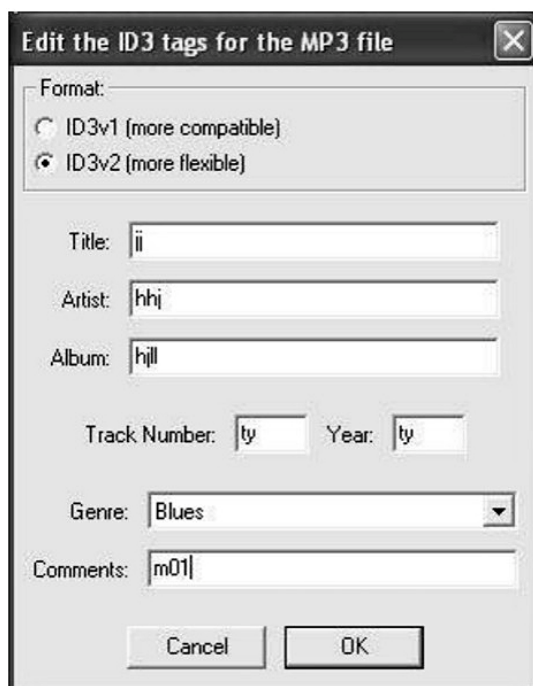 Edit the ID3 tags for the MP3 file
Format:
ID3v1 (more compatible)
ID3v2 (more flexible)
Title: jj
Artist: hhj
Album: hjll
Track Number: ty Year: ty
Genre: Blues
Comments: m01
Cancel OK